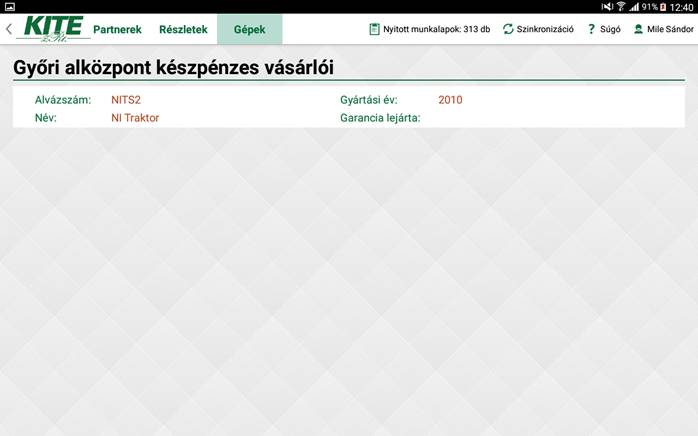 91% 12:40
KITE Zrt. Partnerek Részletek Gépek Nyitott munkalapok: 313 db Szinkronizáció ? Súgó Mile Sándor
Győri alközpont készpénzes vásárlói
Alvázszám: NITS2 Gyártási év: 2010
Név: NI Traktor Garancia lejárta: